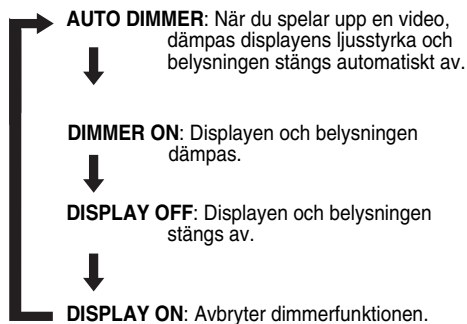 AUTO DIMMER: När du spelar upp en video,
dämpas displayens ljusstyrka och
belysningen stängs automatiskt av.
DIMMER ON: Displayen och belysningen
dämpas.
DISPLAY OFF: Displayen och belysningen
stängs av.
DISPLAY ON: Avbryter dimmerfunktionen.